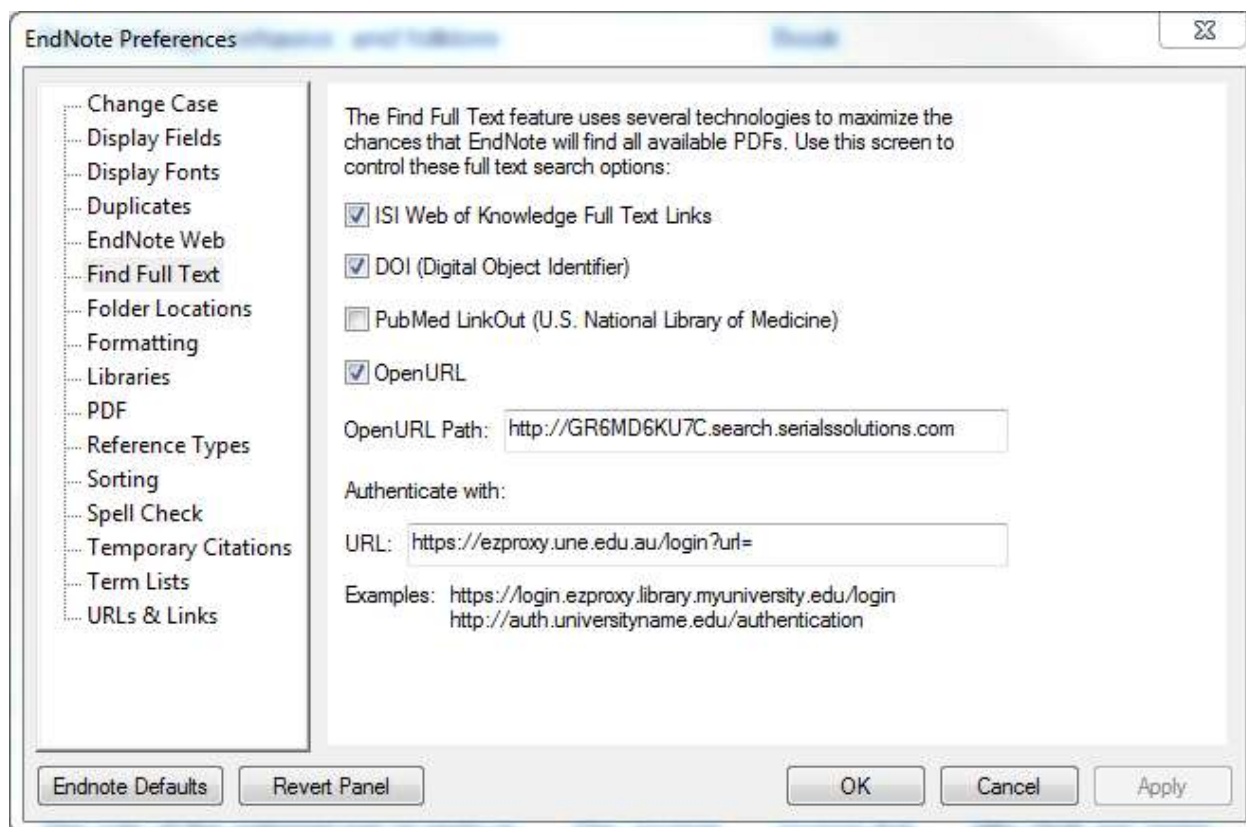 EndNote Preferences
Change Case
Display Fields
Display Fonts
Duplicates
EndNote Web
Find Full Text
Folder Locations
Formatting
Libraries
PDF
Reference Types
Sorting
Spell Check
Temporary Citations
Term Lists
URLs & Links
The Find Full Text feature uses several technologies to maximize the
chances that EndNote will find all available PDFs. Use this screen to
control these full text search options:
ISI Web of Knowledge Full Text Links
DOI (Digital Object Identifier)
PubMed LinkOut (U.S. National Library of Medicine)
OpenURL
OpenURL Path: http://GR6MD6KU7C.search.serialssolutions.com
Authenticate with:
URL: https://ezproxy.une.edu.au/login?url=
Examples: https://login.ezproxy.library.myuniversity.edu/login
http://auth.universityname.edu/authentication
Endnote Defaults Revert Panel OK Cancel Apply